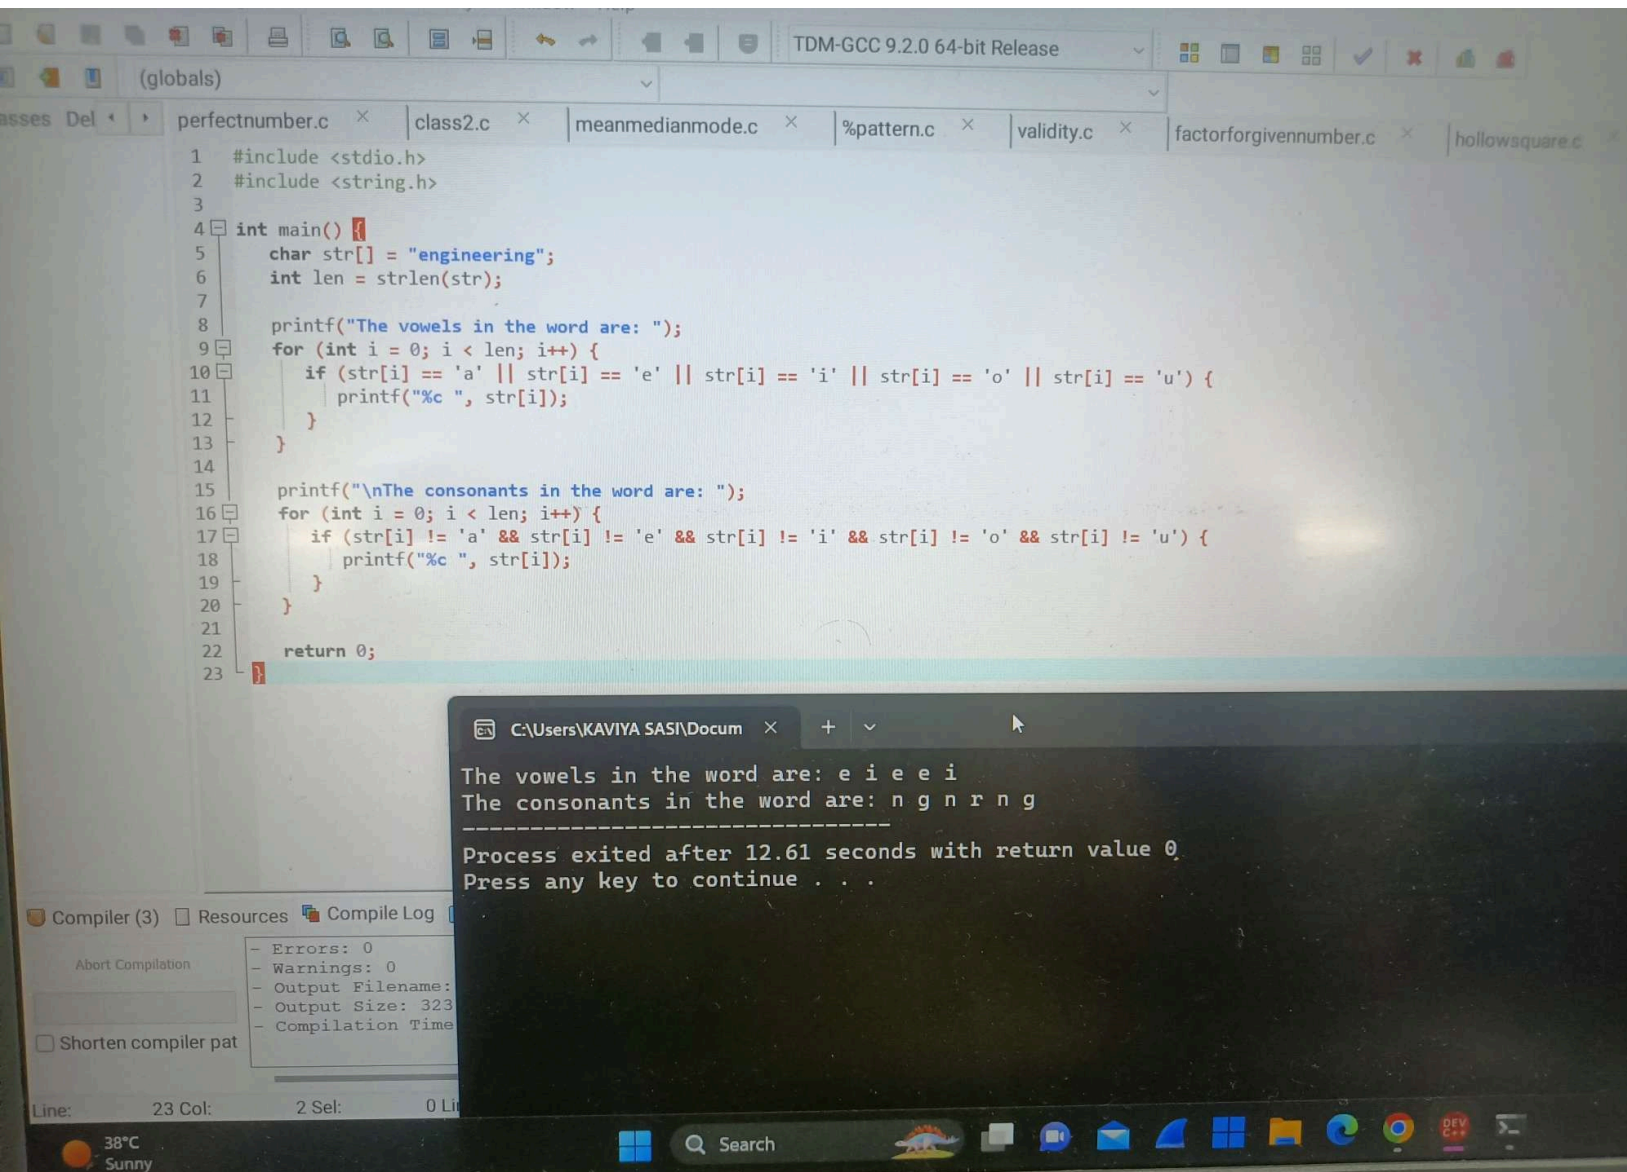 TDM-GCC 9.2.0 64-bit Release
(globals)
asses Del
perfectnumber.c class2.c meanmedianmode.c %pattern.c validity.c factorforgivennumber.c hollowsquare.c
1 #include <stdio.h>
2 #include <string.h>
3
4 int main() {
5 char str[] = "engineering";
6 int len = strlen(str);
7
8 printf("The vowels in the word are: ");
9 for (int i = 0; i < len; i++) {
10 if (str[i] == 'a' || str[i] == 'e' || str[i] == 'i' || str[i] == 'o' || str[i] == 'u') {
11 printf("%c ", str[i]);
12 }
13 }
14
15 printf("\nThe consonants in the word are: ");
16 for (int i = 0; i < len; i++) {
17 if (str[i] != 'a' && str[i] != 'e' && str[i] != 'i' && str[i] != 'o' && str[i] != 'u') {
18 printf("%c ", str[i]);
19 }
20 }
21
22 return 0;
23 }
C:\Users\KAVIYA SASI\Docum
The vowels in the word are: e i e e i
The consonants in the word are: n g n r n g
--------------------------------
Process exited after 12.61 seconds with return value 0
Press any key to continue . . .
Compiler (3) Resources Compile Log
Abort Compilation
- Errors: 0
- Warnings: 0
- Output Filename:
- Output Size: 323
- Compilation Time
Shorten compiler pat
Line: 23 Col: 2 Sel: 0 Li
38°C
Sunny
Search
DEV
C++